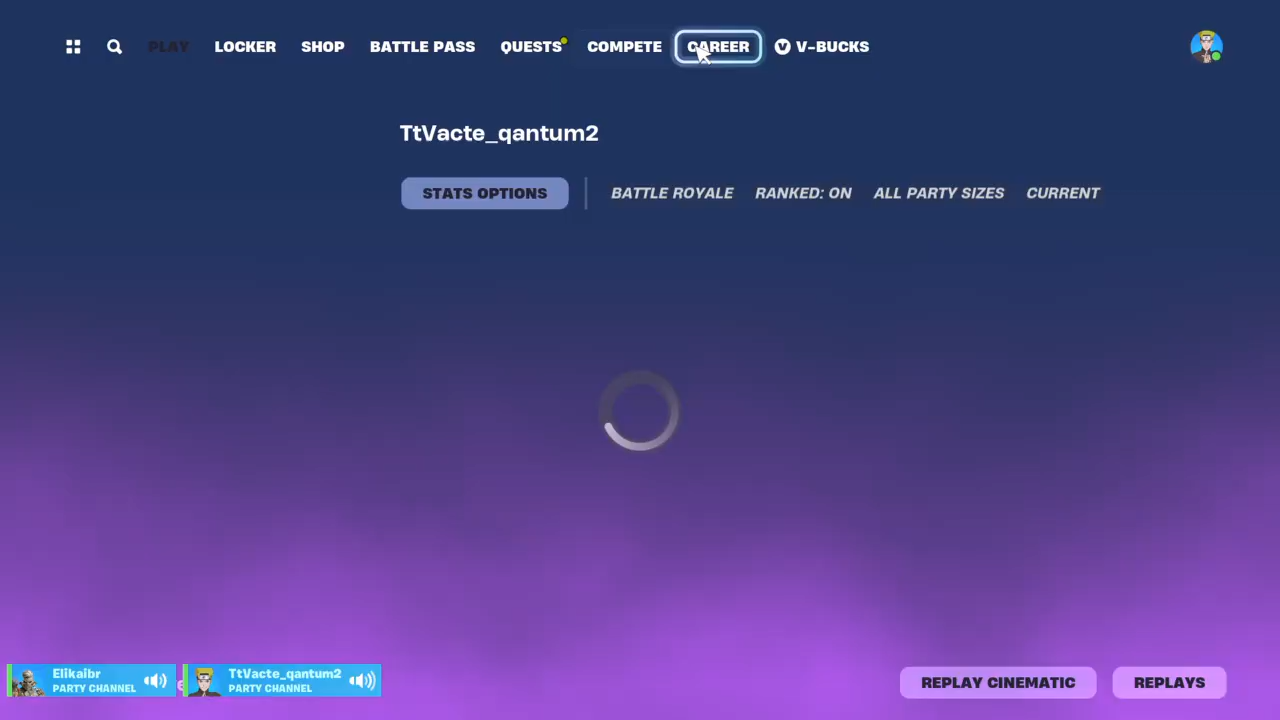 PLAY LOCKER SHOP BATTLE PASS QUESTS COMPETE CAREER V V-BUCKS
TtVacte_qantum2
STATS OPTIONS BATTLE ROYALE RANKED: ON ALL PARTY SIZES CURRENT
Elikaibr
PARTY CHANNEL
TtVacte_qantum2
PARTY CHANNEL
REPLAY CINEMATIC REPLAYS